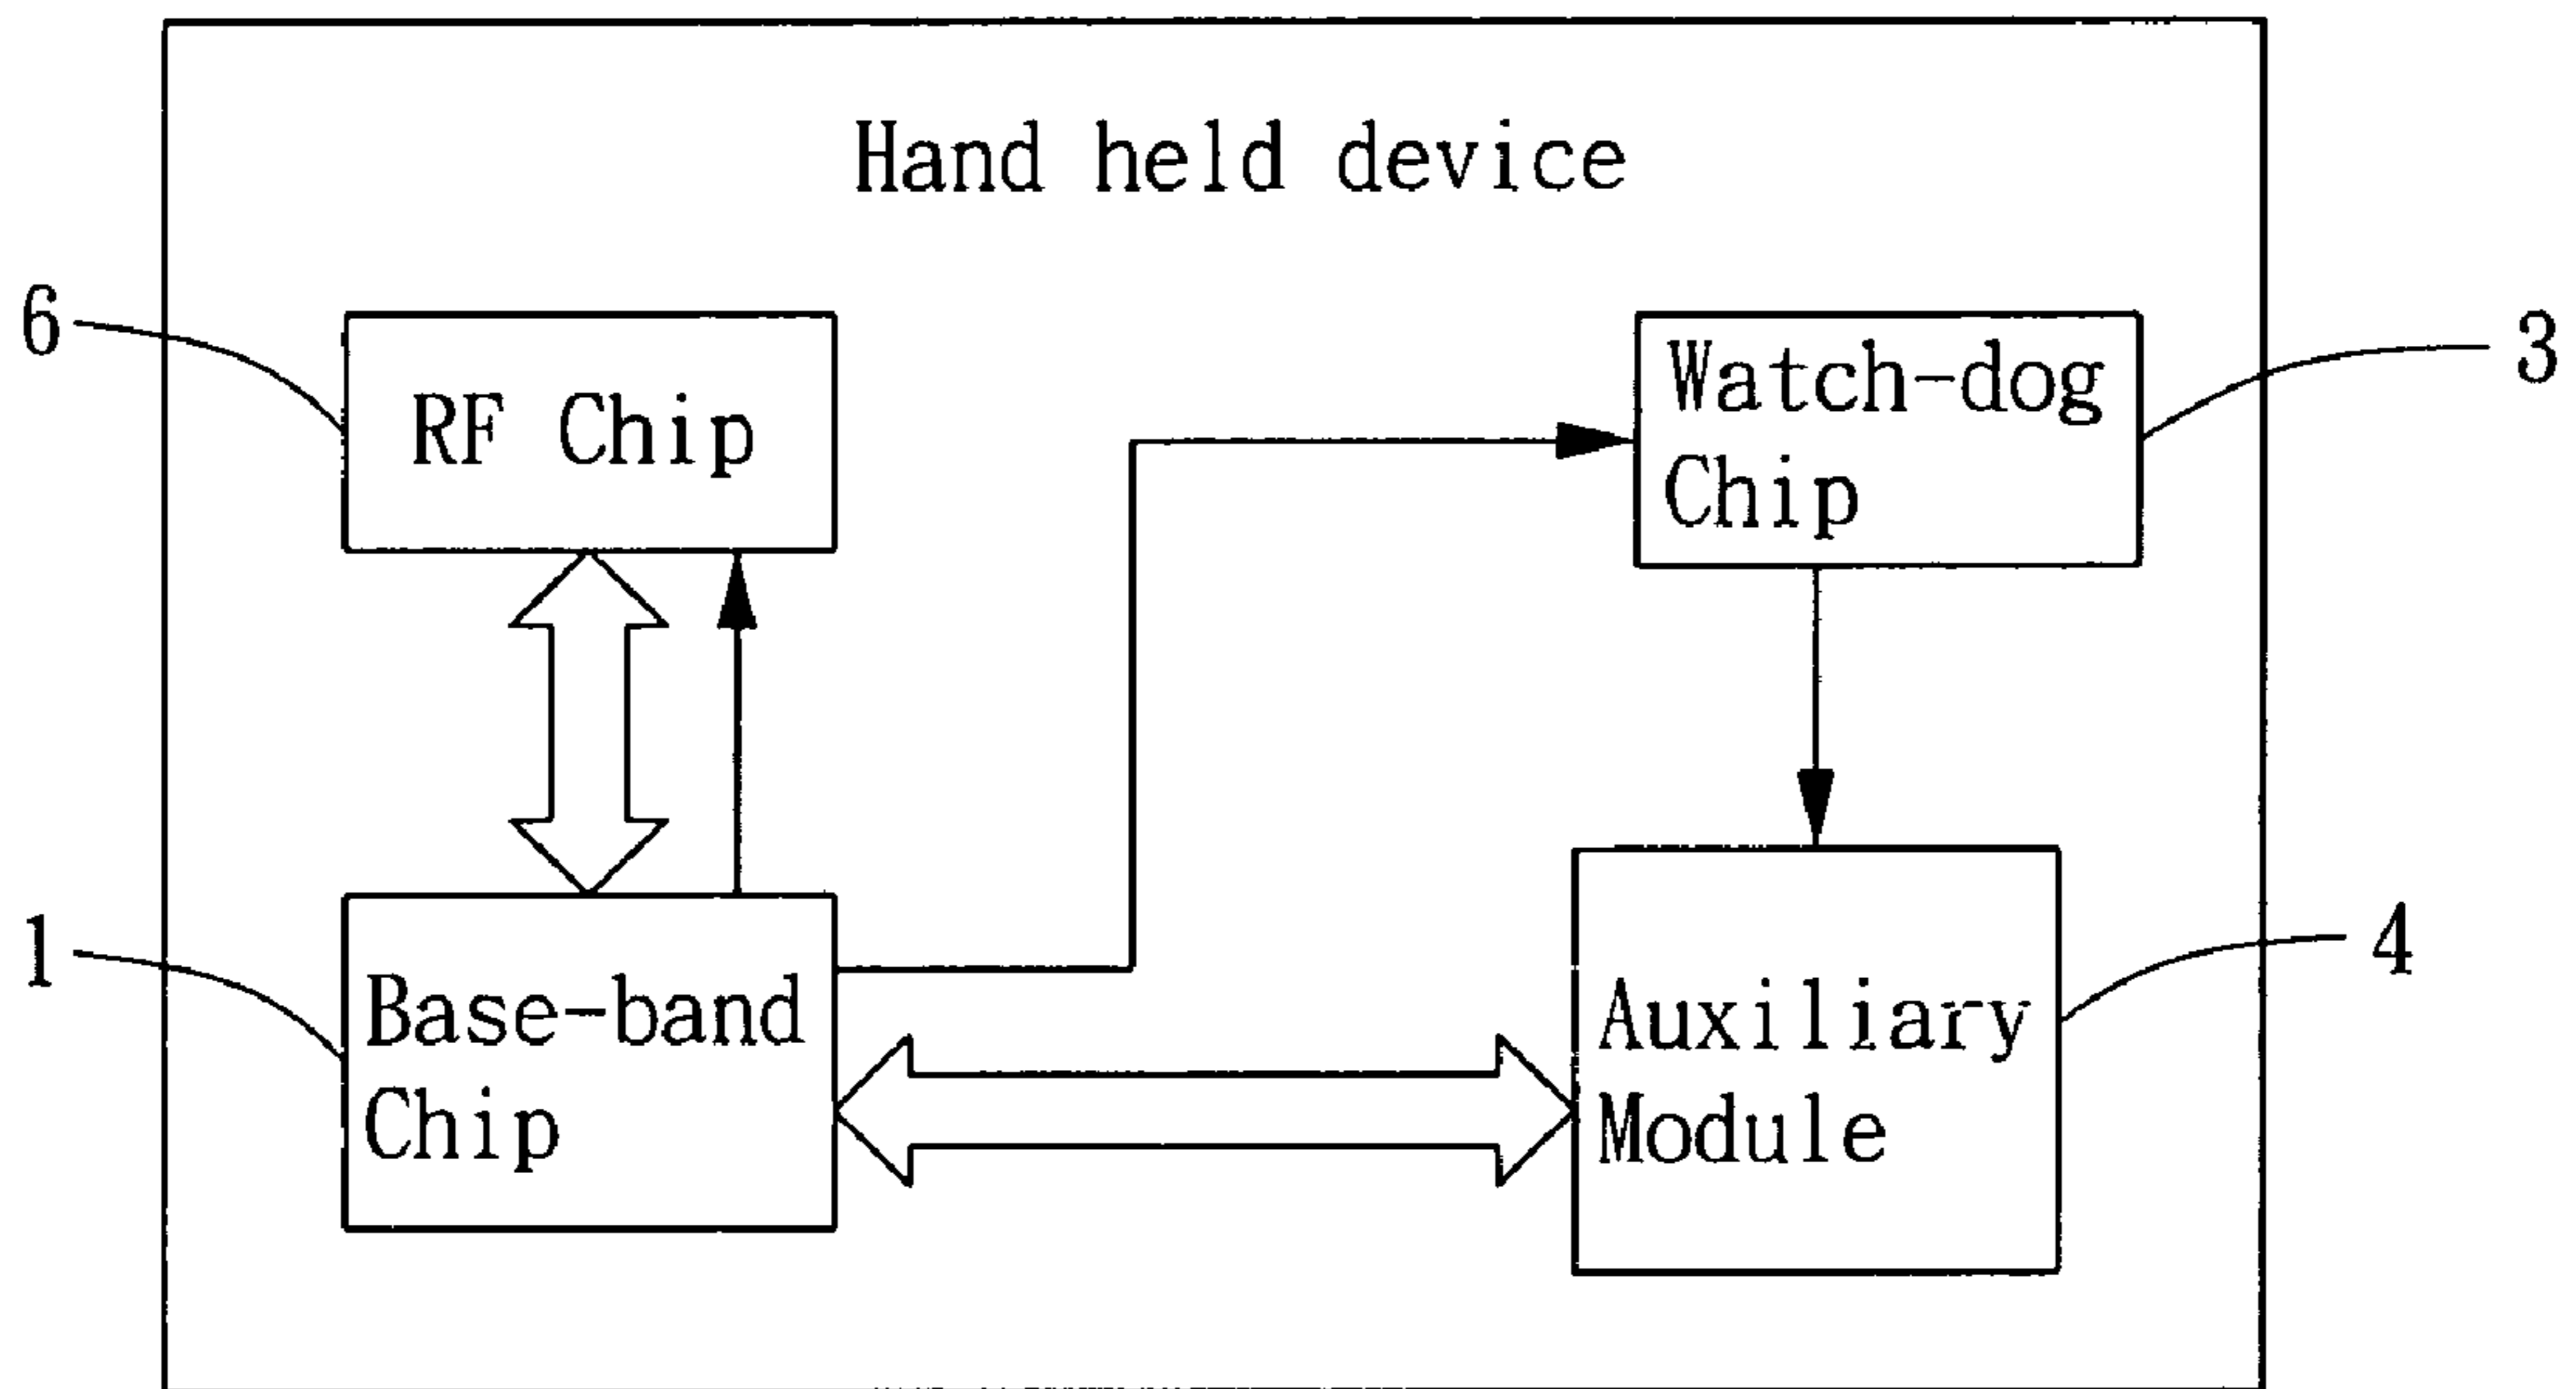 Hand held device
6
RF Chip
Watch-dog
Chip
3
1
Base-band
Chip
Auxiliary
Module
4